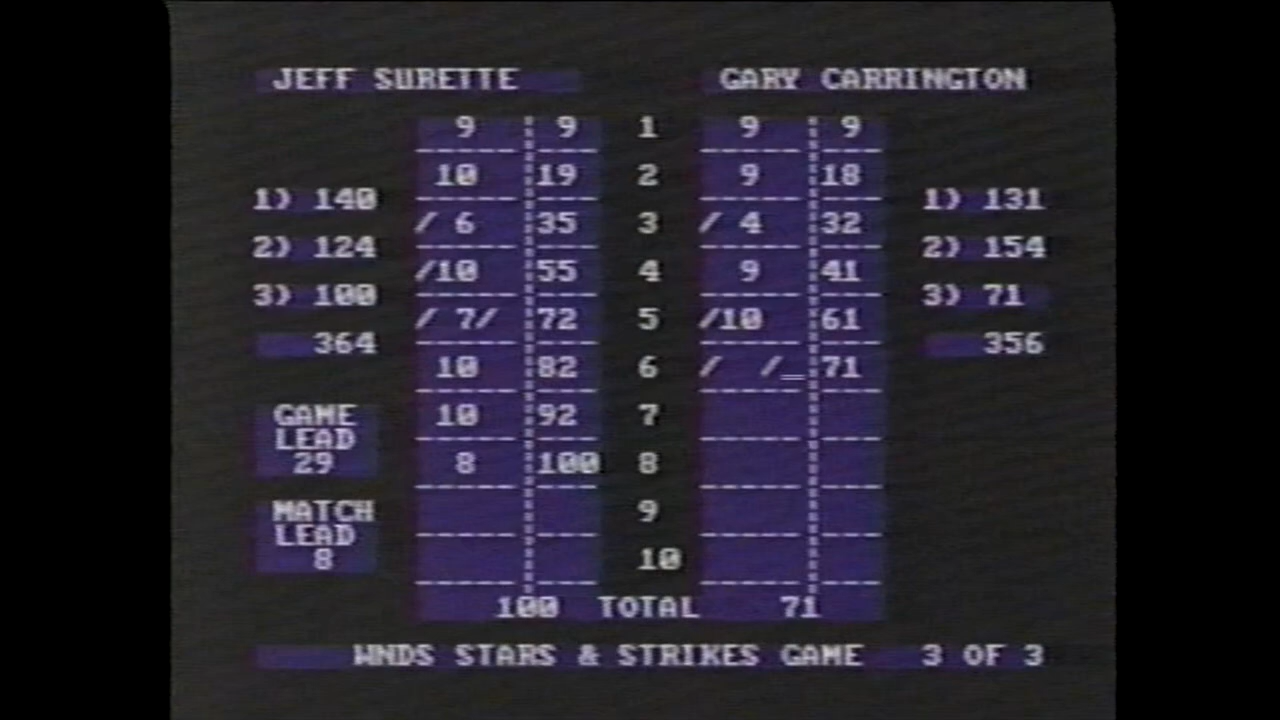 JEFF SURETTE GARY CARRINGTON
9 9 1 9 9
10 19 2 9 18
1) 140 1) 131
/ 6 35 3 / 4 32
2) 124 2) 154
/10 55 4 9 41
3) 100 3) 71
/ 7/ 72 5 /10 61
364 356
10 82 6 / /_ 71
GAME 10 92 7
LEAD
29 8 100 8
MATCH 9
LEAD
8 10
100 TOTAL 71
WNDS STARS & STRIKES GAME 3 OF 3